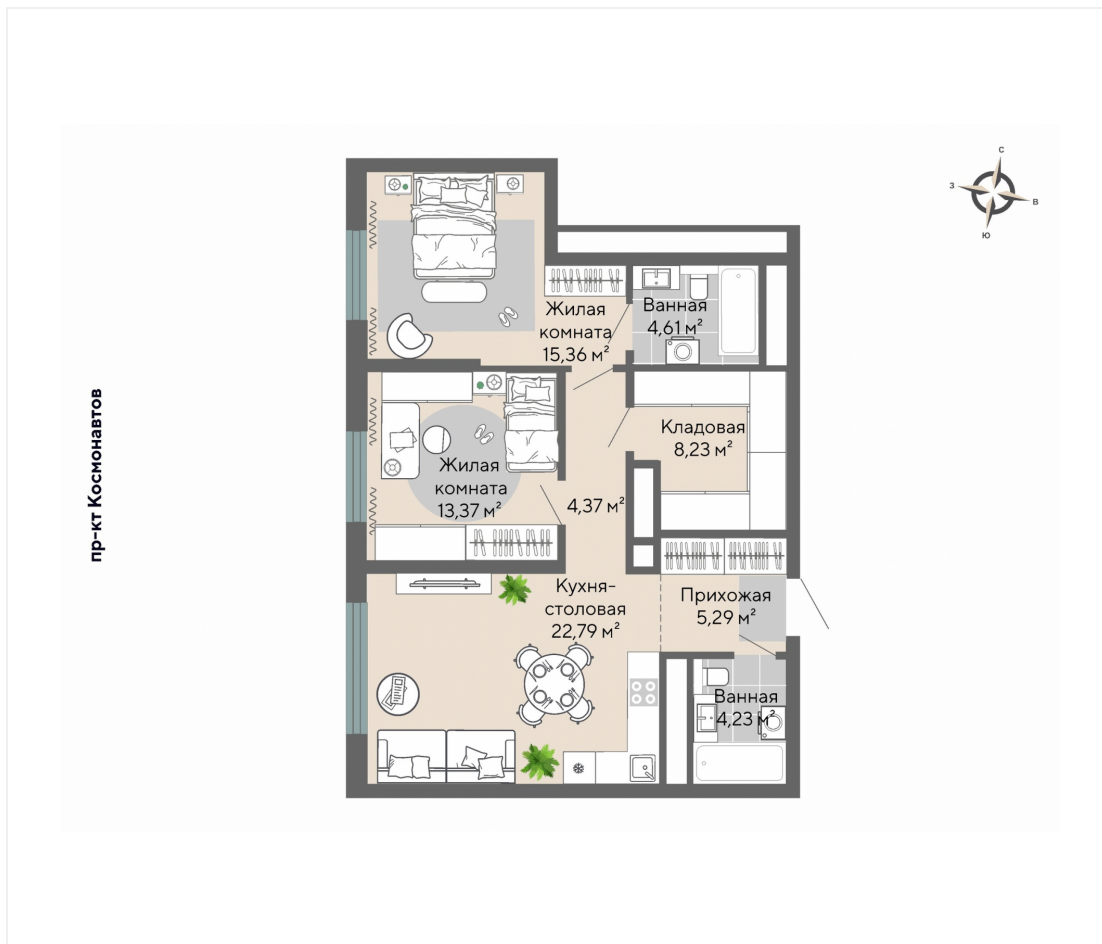 С
З
В
Ю
пр-кт Космонавтов
Жилая
комната
15,36 м²
Ванная
4,61 м²
Кладовая
8,23 м²
Жилая
комната
13,37 м²
4,37 м²
Кухня-
столовая
22,79 м²
Прихожая
5,29 м²
Ванная
4,23 м²